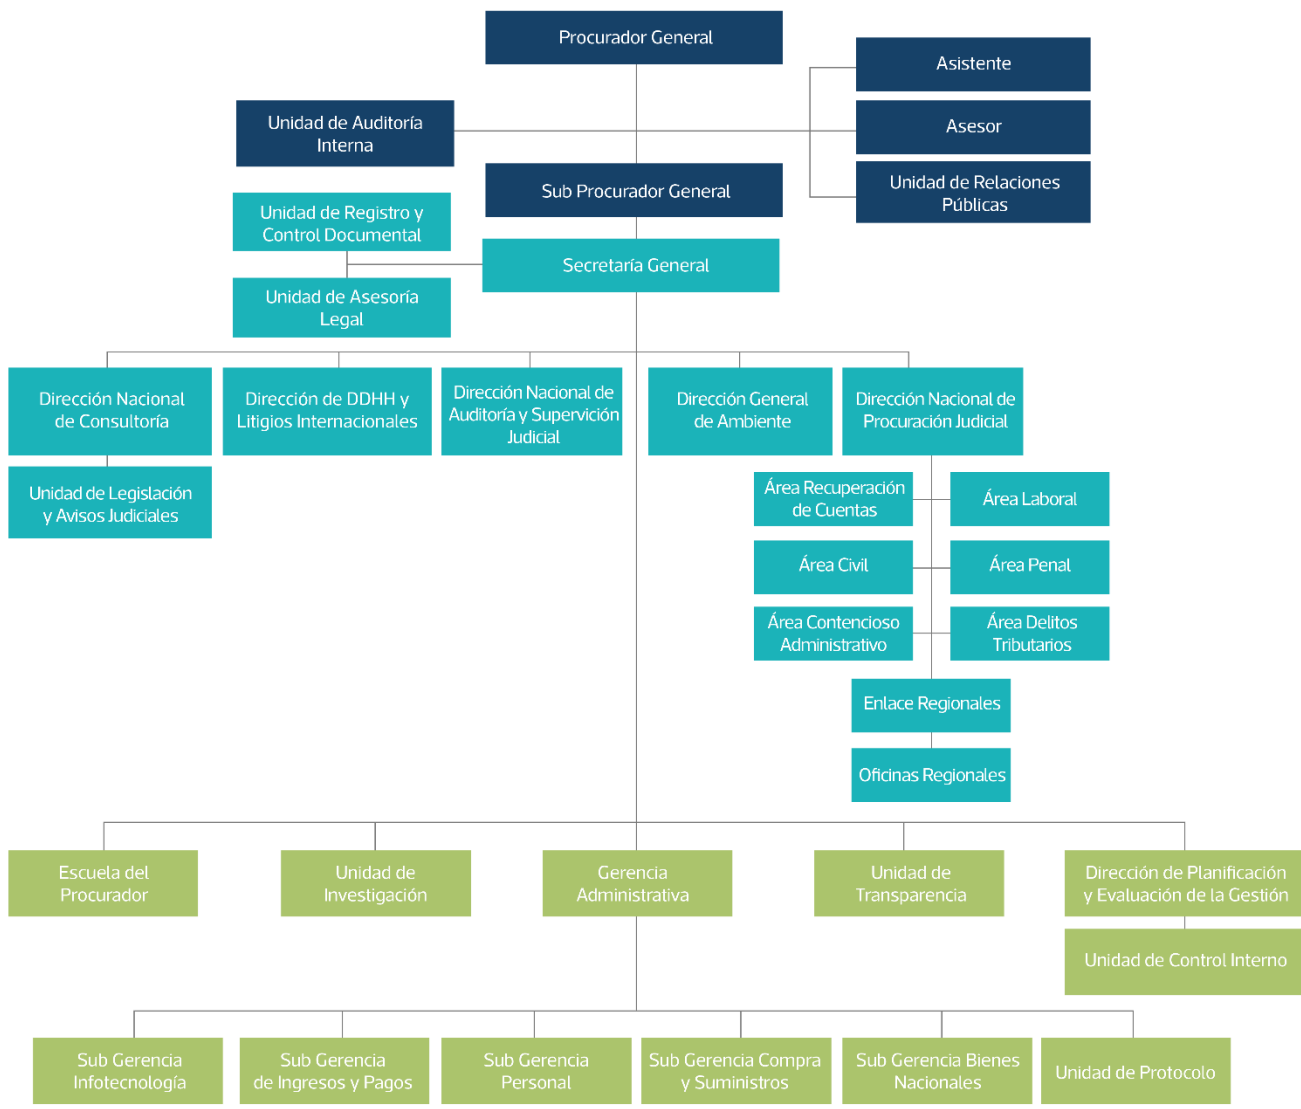 Procurador General
Asistente
Unidad de Auditoría
Interna
Asesor
Sub Procurador General
Unidad de Relaciones
Públicas
Unidad de Registro y
Control Documental
Secretaría General
Unidad de Asesoría
Legal
Dirección Nacional
de Consultoría
Dirección de DDHH y
Litigios Internacionales
Dirección Nacional de
Auditoría y Supervición
Judicial
Dirección General
de Ambiente
Dirección Nacional de
Procuración Judicial
Unidad de Legislación
y Avisos Judiciales
Área Recuperación
de Cuentas
Área Laboral
Área Civil
Área Penal
Área Contencioso
Administrativo
Área Delitos
Tributarios
Enlace Regionales
Oficinas Regionales
Escuela del
Procurador
Unidad de
Investigación
Gerencia
Administrativa
Unidad de
Transparencia
Dirección de Planificación
y Evaluación de la Gestión
Unidad de Control Interno
Sub Gerencia
Infotecnología
Sub Gerencia
de Ingresos y Pagos
Sub Gerencia
Personal
Sub Gerencia Compra
y Suministros
Sub Gerencia Bienes
Nacionales
Unidad de Protocolo